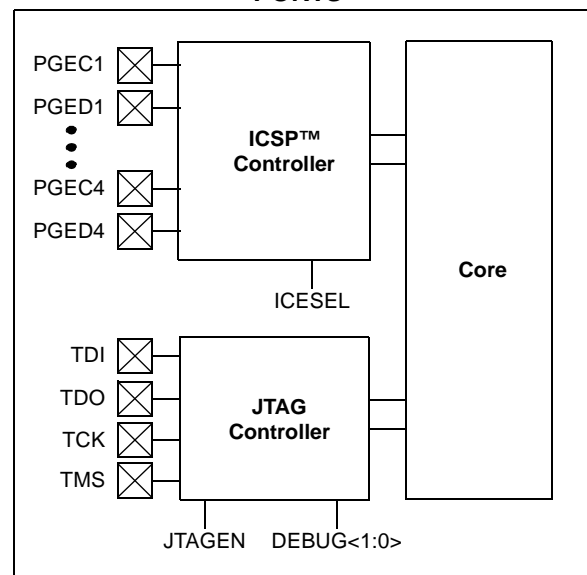 PGEC1
PGED1
PGEC4
PGED4
ICSP™
Controller
ICESEL
Core
TDI
TDO
TCK
TMS
JTAG
Controller
JTAGEN
DEBUG<1:0>